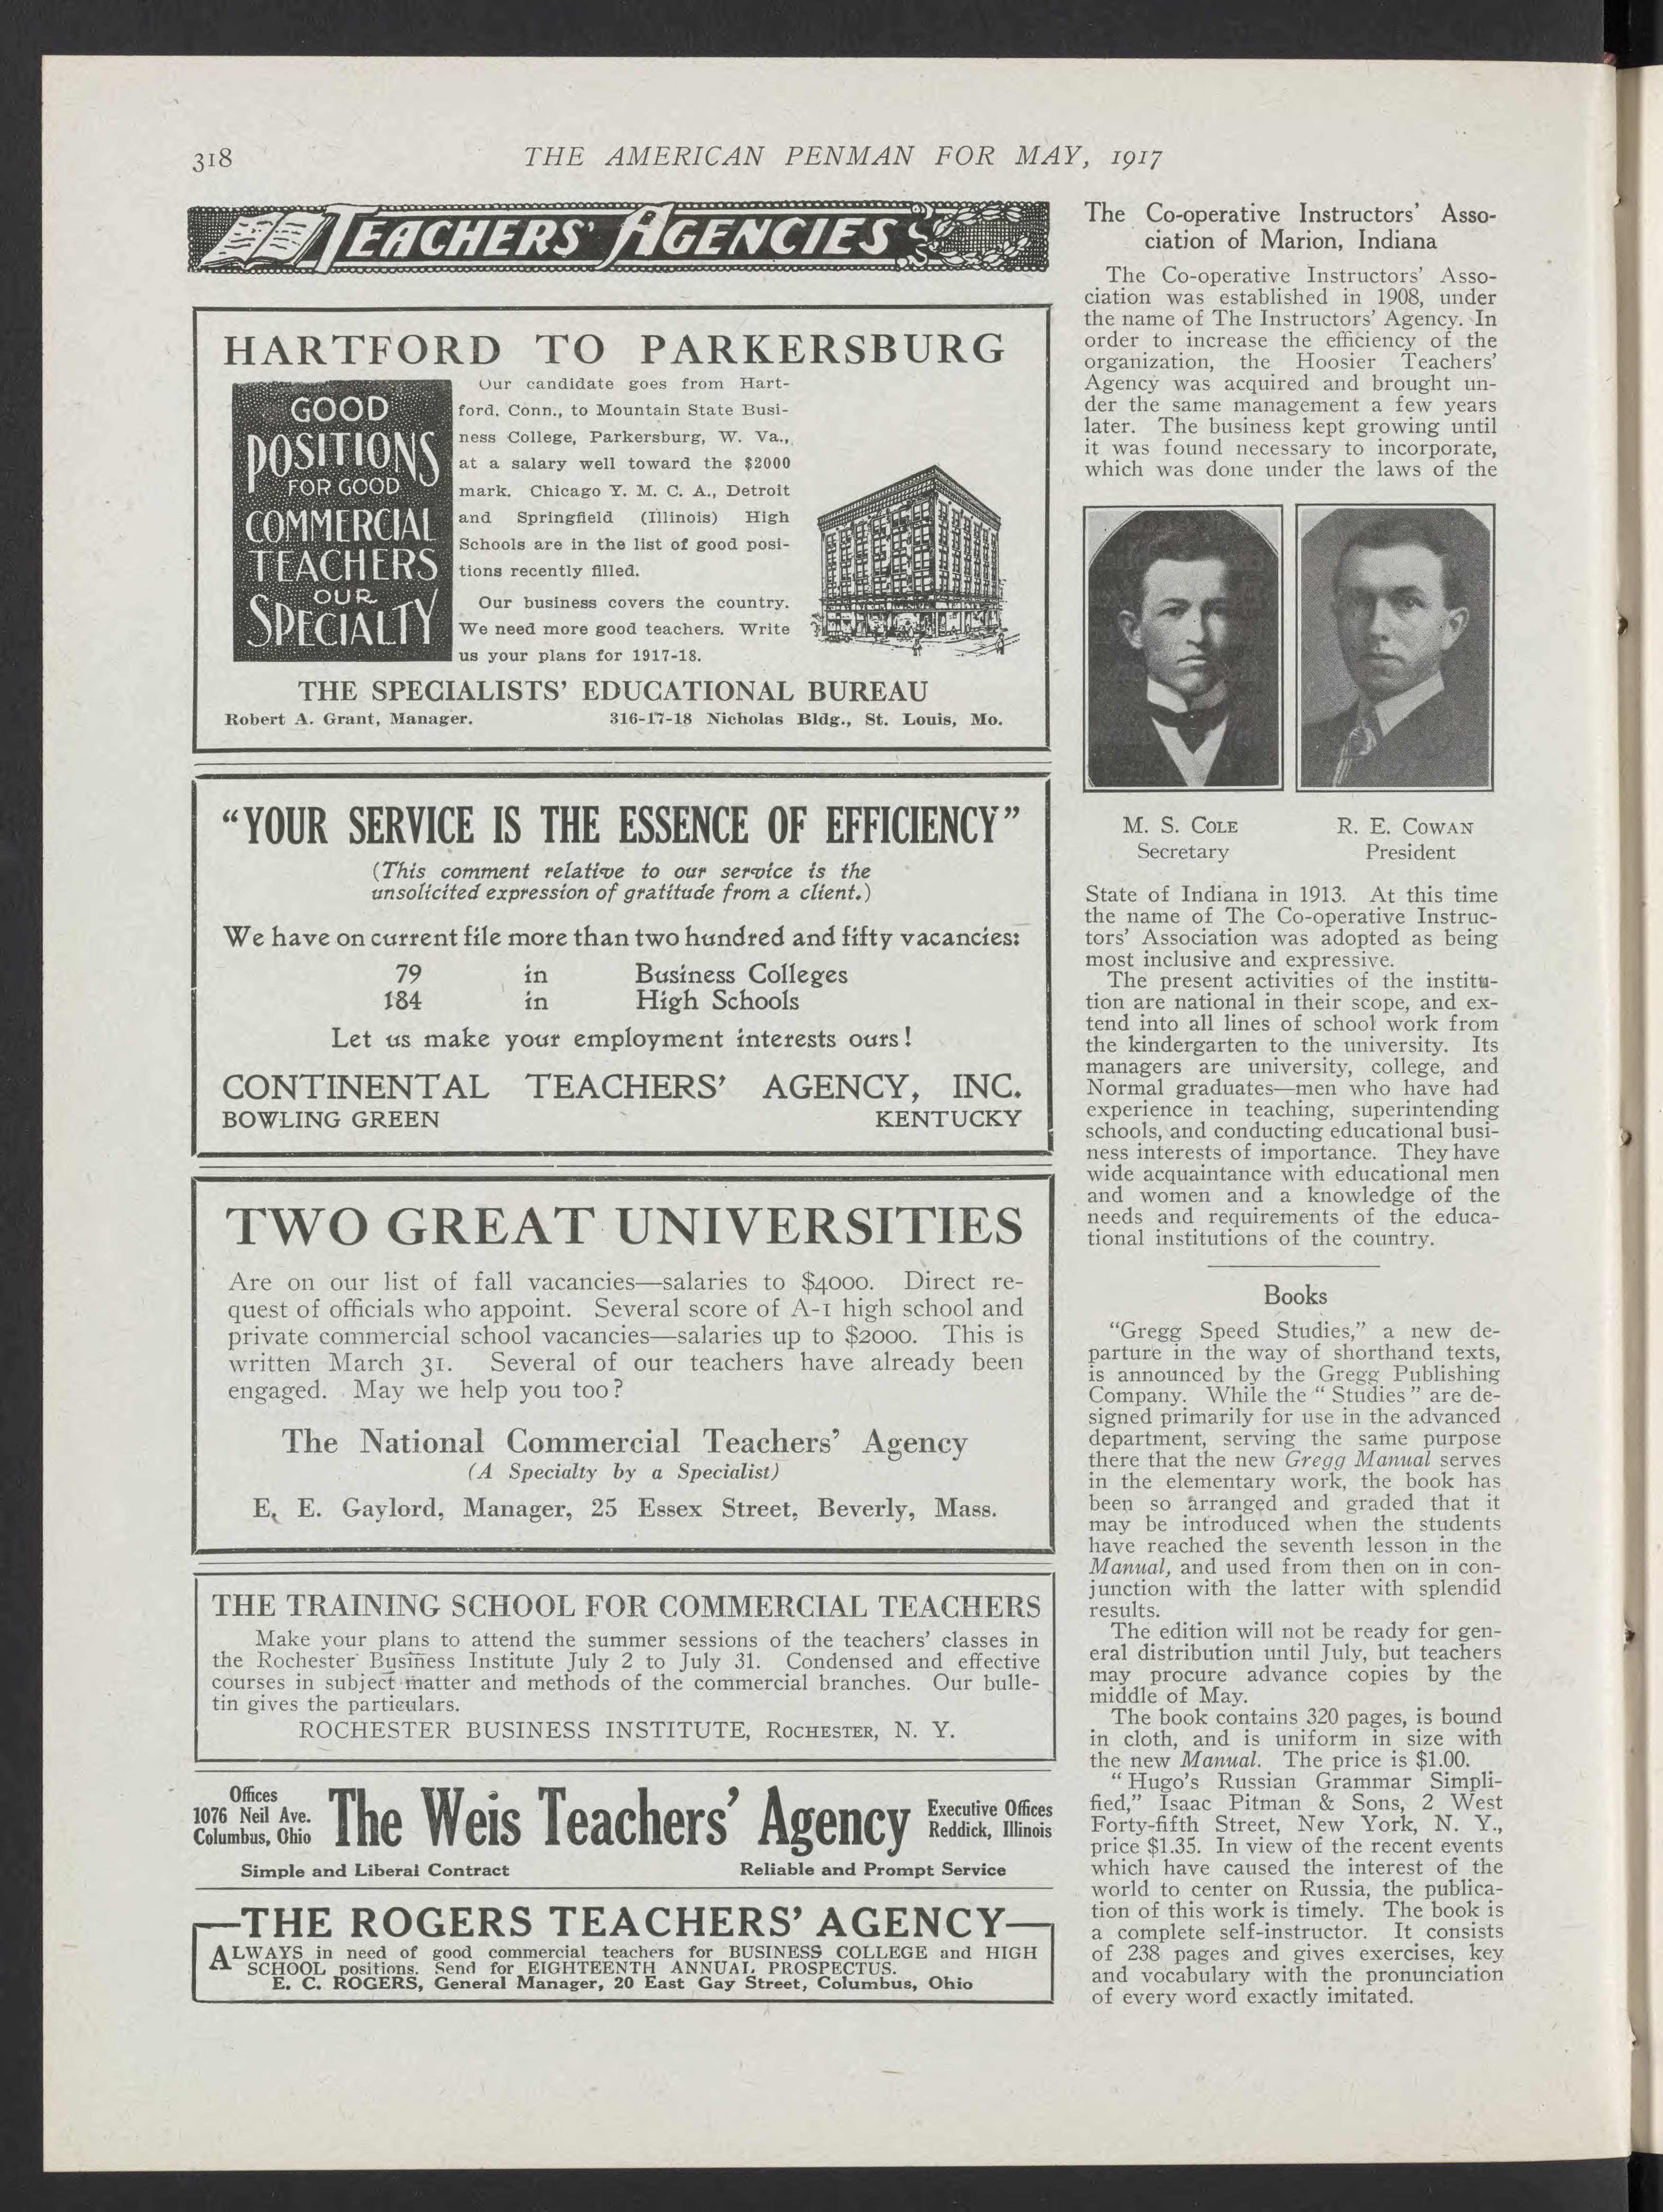 318
THE AMERICAN PENMAN FOR MAY, 1917
TEACHERS' AGENCIES
HARTFORD TO PARKERSBURG
GOOD
POSITIONS
FOR GOOD
COMMERCIAL
TEACHERS
OUR
SPECIALTY
Our candidate goes from Hart-
ford, Conn., to Mountain State Busi-
ness College, Parkersburg, W. Va.,
at a salary well toward the $2000
mark. Chicago Y. M. C. A., Detroit
and Springfield (Illinois) High
Schools are in the list of good posi-
tions recently filled.
Our business covers the country.
We need more good teachers. Write
us your plans for 1917-18.
THE SPECIALISTS' EDUCATIONAL BUREAU
Robert A. Grant, Manager. 316-17-18 Nicholas Bldg., St. Louis, Mo.
"YOUR SERVICE IS THE ESSENCE OF EFFICIENCY"
(This comment relative to our service is the
unsolicited expression of gratitude from a client.)
We have on current file more than two hundred and fifty vacancies:
79 in Business Colleges
184 in High Schools
Let us make your employment interests ours!
CONTINENTAL TEACHERS' AGENCY, INC.
BOWLING GREEN KENTUCKY
TWO GREAT UNIVERSITIES
Are on our list of fall vacancies—salaries to $4000. Direct re-
quest of officials who appoint. Several score of A-1 high school and
private commercial school vacancies—salaries up to $2000. This is
written March 31. Several of our teachers have already been
engaged. May we help you too?
The National Commercial Teachers' Agency
(A Specialty by a Specialist)
E. E. Gaylord, Manager, 25 Essex Street, Beverly, Mass.
THE TRAINING SCHOOL FOR COMMERCIAL TEACHERS
Make your plans to attend the summer sessions of the teachers' classes in
the Rochester Business Institute July 2 to July 31. Condensed and effective
courses in subject matter and methods of the commercial branches. Our bulle-
tin gives the particulars.
ROCHESTER BUSINESS INSTITUTE, ROCHESTER, N. Y.
Offices
1076 Neil Ave.
Columbus, Ohio
The Weis Teachers' Agency
Executive Offices
Reddick, Illinois
Simple and Liberal Contract Reliable and Prompt Service
THE ROGERS TEACHERS' AGENCY
ALWAYS in need of good commercial teachers for BUSINESS COLLEGE and HIGH
SCHOOL positions. Send for EIGHTEENTH ANNUAL PROSPECTUS.
E. C. ROGERS, General Manager, 20 East Gay Street, Columbus, Ohio
The Co-operative Instructors' Asso-
ciation of Marion, Indiana
The Co-operative Instructors' Asso-
ciation was established in 1908, under
the name of The Instructors' Agency. In
order to increase the efficiency of the
organization, the Hoosier Teachers'
Agency was acquired and brought un-
der the same management a few years
later. The business kept growing until
it was found necessary to incorporate,
which was done under the laws of the
M. S. COLE
Secretary
R. E. COWAN
President
State of Indiana in 1913. At this time
the name of The Co-operative Instruc-
tors' Association was adopted as being
most inclusive and expressive.
The present activities of the institu-
tion are national in their scope, and ex-
tend into all lines of school work from
the kindergarten to the university. Its
managers are university, college, and
Normal graduates—men who have had
experience in teaching, superintending
schools, and conducting educational busi-
ness interests of importance. They have
wide acquaintance with educational men
and women and a knowledge of the
needs and requirements of the educa-
tional institutions of the country.
Books
"Gregg Speed Studies," a new de-
parture in the way of shorthand texts,
is announced by the Gregg Publishing
Company. While the "Studies" are de-
signed primarily for use in the advanced
department, serving the same purpose
there that the new Gregg Manual serves
in the elementary work, the book has
been so arranged and graded that it
may be introduced when the students
have reached the seventh lesson in the
Manual, and used from then on in con-
junction with the latter with splendid
results.
The edition will not be ready for gen-
eral distribution until July, but teachers
may procure advance copies by the
middle of May.
The book contains 320 pages, is bound
in cloth, and is uniform in size with
the new Manual. The price is $1.00.
"Hugo's Russian Grammar Simpli-
fied," Isaac Pitman & Sons, 2 West
Forty-fifth Street, New York, N. Y.,
price $1.35. In view of the recent events
which have caused the interest of the
world to center on Russia, the publica-
tion of this work is timely. The book is
a complete self-instructor. It consists
of 238 pages and gives exercises, key
and vocabulary with the pronunciation
of every word exactly imitated.